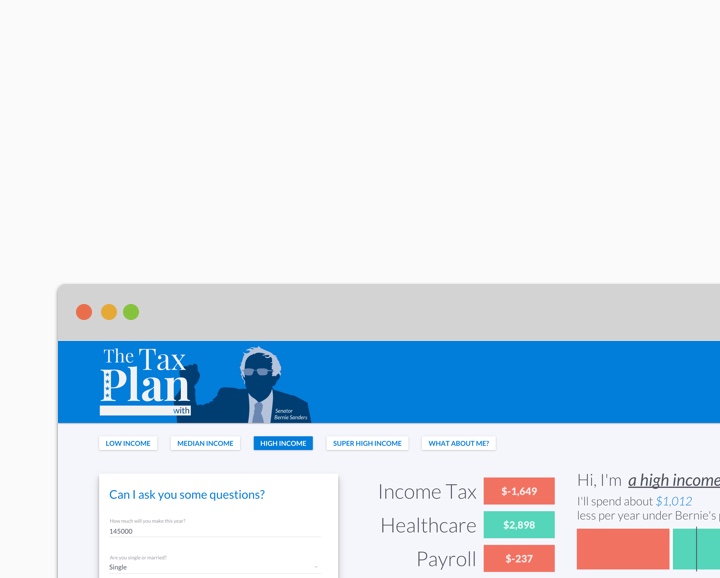 The Tax
Plan
with
Senator
Bernie Sanders
LOW INCOME
MEDIAN INCOME
HIGH INCOME
SUPER HIGH INCOME
WHAT ABOUT ME?
Can I ask you some questions?
How much will you make this year?
145000
Are you single or married?
Single
Income Tax $-1,649
Healthcare $2,898
Payroll $-237
Hi, I'm a high income
I'll spend about $1,012
less per year under Bernie's